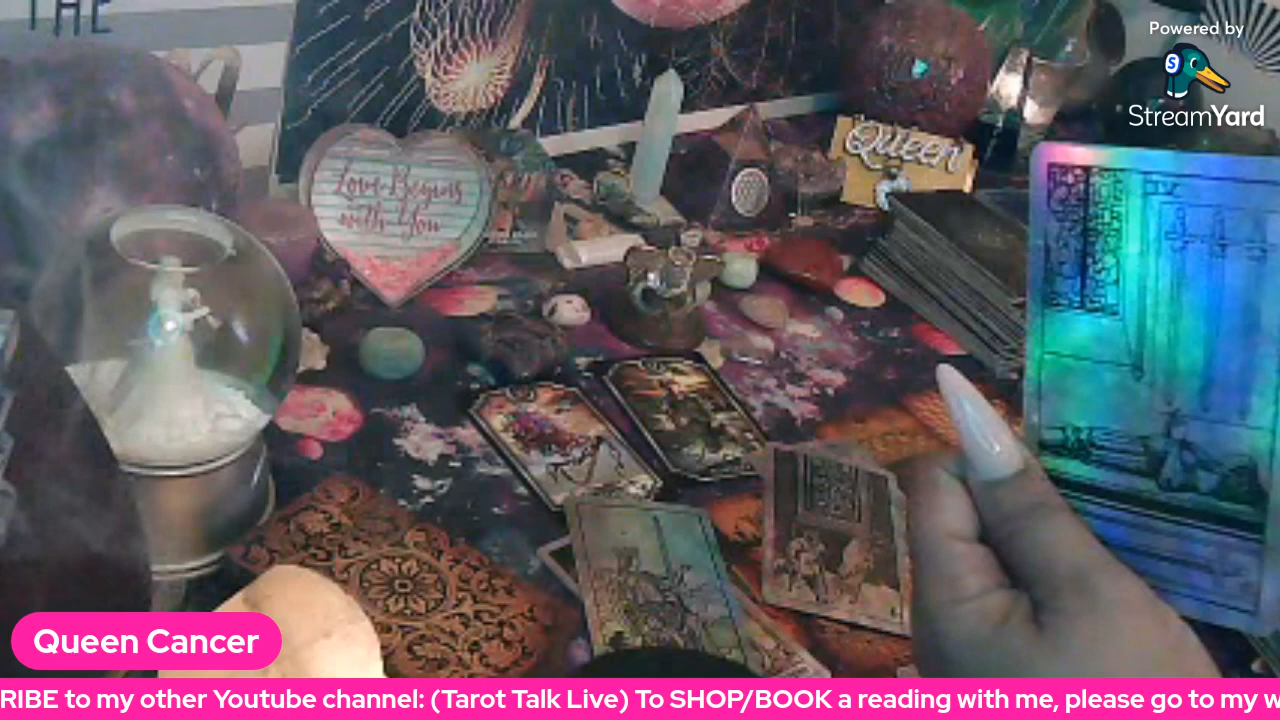 THE
Powered by
StreamYard
Love Begins
with You
Queen
Queen Cancer
RIBE to my other Youtube channel: (Tarot Talk Live) To SHOP/BOOK a reading with me, please go to my w